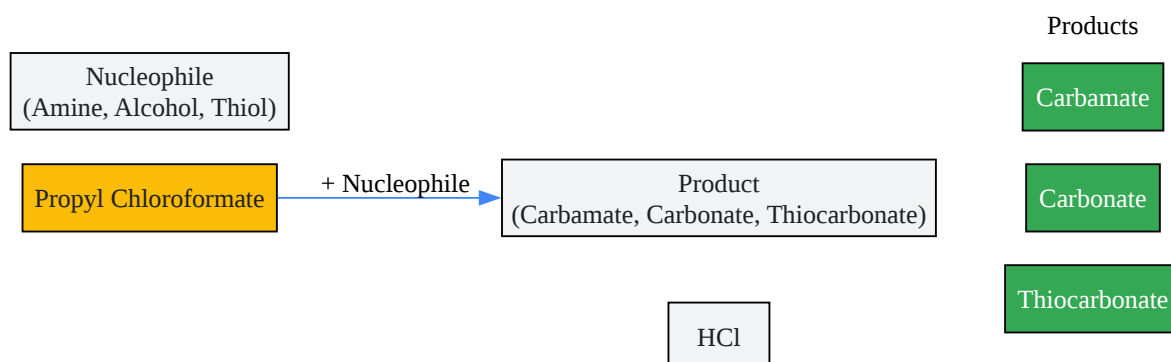 Products
Nucleophile
(Amine, Alcohol, Thiol)
Carbamate
Propyl Chloroformate
+ Nucleophile
Product
(Carbamate, Carbonate, Thiocarbonate)
Carbonate
Thiocarbonate
HCl